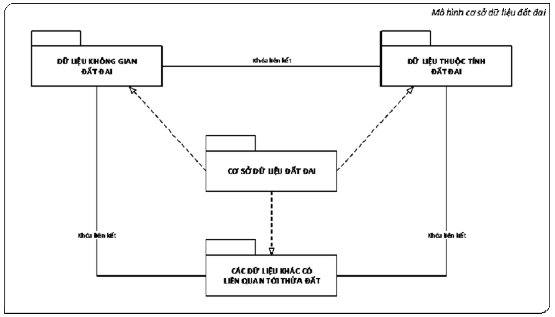 Mô hình cơ sở dữ liệu đất đai
DỮ LIỆU KHÔNG GIAN
ĐẤT ĐAI
Khóa liên kết
DỮ LIỆU THUỘC TÍNH
ĐẤT ĐAI
CƠ SỞ DỮ LIỆU ĐẤT ĐAI
Khóa liên kết
Khóa liên kết
CÁC DỮ LIỆU KHÁC CÓ
LIÊN QUAN TỚI THỬA ĐẤT